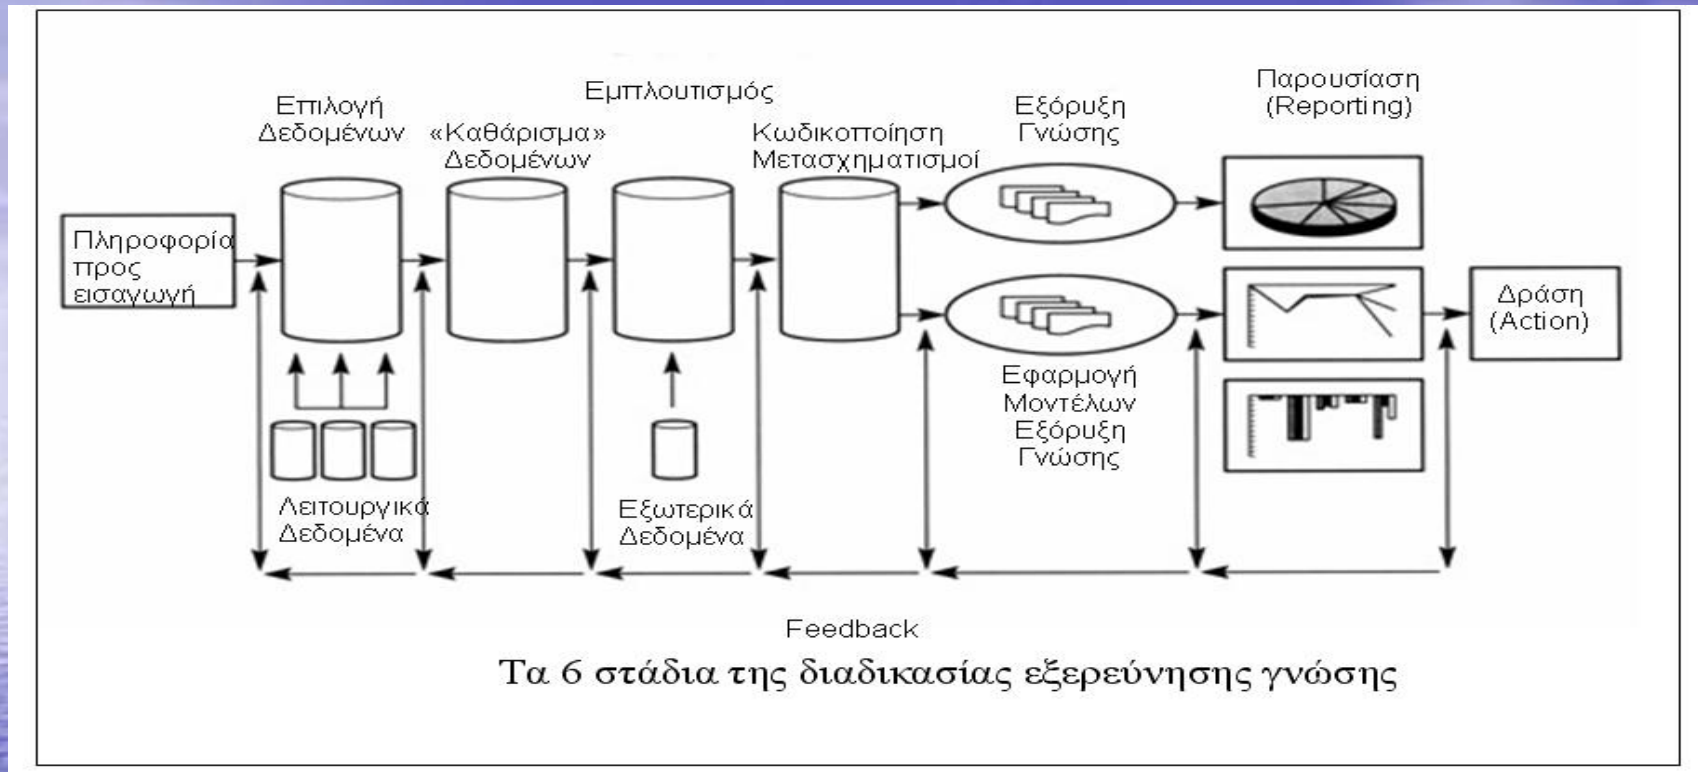 Πληροφορία
προς
εισαγωγή
Επιλογή
Δεδομένων
«Καθάρισμα»
Δεδομένων
Εμπλουτισμός
Κωδικοποίηση
Μετασχηματισμοί
Εξόρυξη
Γνώσης
Παρουσίαση
(Reporting)
Δράση
(Action)
Εφαρμογή
Μοντέλων
Εξόρυξη
Γνώσης
Λειτουργικά
Δεδομένα
Εξωτερικά
Δεδομένα
Feedback
Τα 6 στάδια της διαδικασίας εξερεύνησης γνώσης